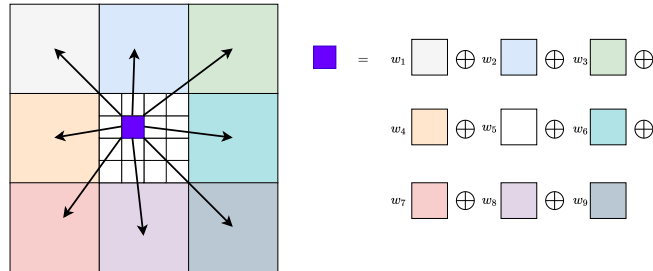 = w₁ ⊕ w₂ ⊕ w₃ ⊕
w₄ ⊕ w₅ ⊕ w₆ ⊕
w₇ ⊕ w₈ ⊕ w₉